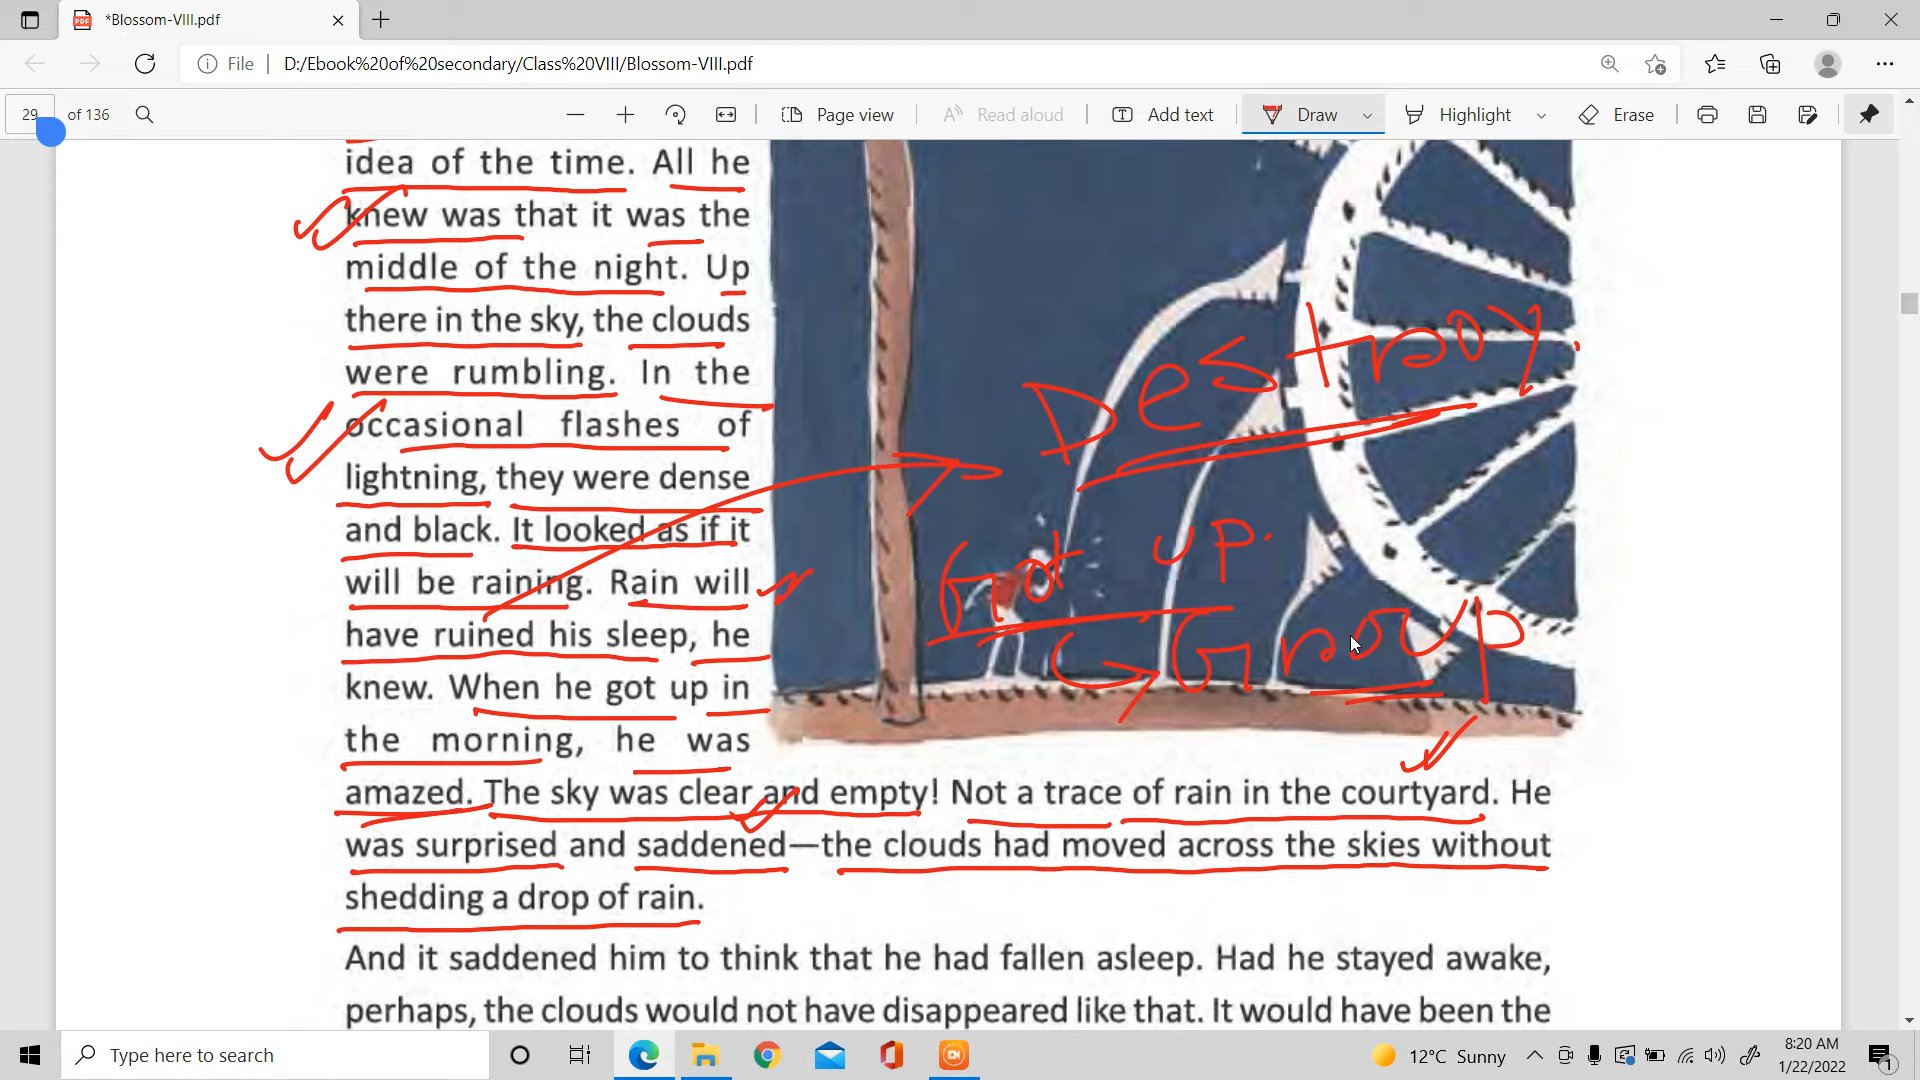 *Blossom-VIII.pdf
File
D:/Ebook%20of%20secondary/Class%20VIII/Blossom-VIII.pdf
29 of 136
Page view
Read aloud
Add text
Draw
Highlight
Erase
idea of the time. All he
knew was that it was the
middle of the night. Up
there in the sky, the clouds
were rumbling. In the
occasional flashes of
lightning, they were dense
and black. It looked as if it
will be raining. Rain will
have ruined his sleep, he
knew. When he got up in
the morning, he was
amazed. The sky was clear and empty! Not a trace of rain in the courtyard. He
was surprised and saddened—the clouds had moved across the skies without
shedding a drop of rain.
And it saddened him to think that he had fallen asleep. Had he stayed awake,
perhaps, the clouds would not have disappeared like that. It would have been the
Destroy.
Got up.
Group
Type here to search
12°C Sunny
8:20 AM
1/22/2022
1